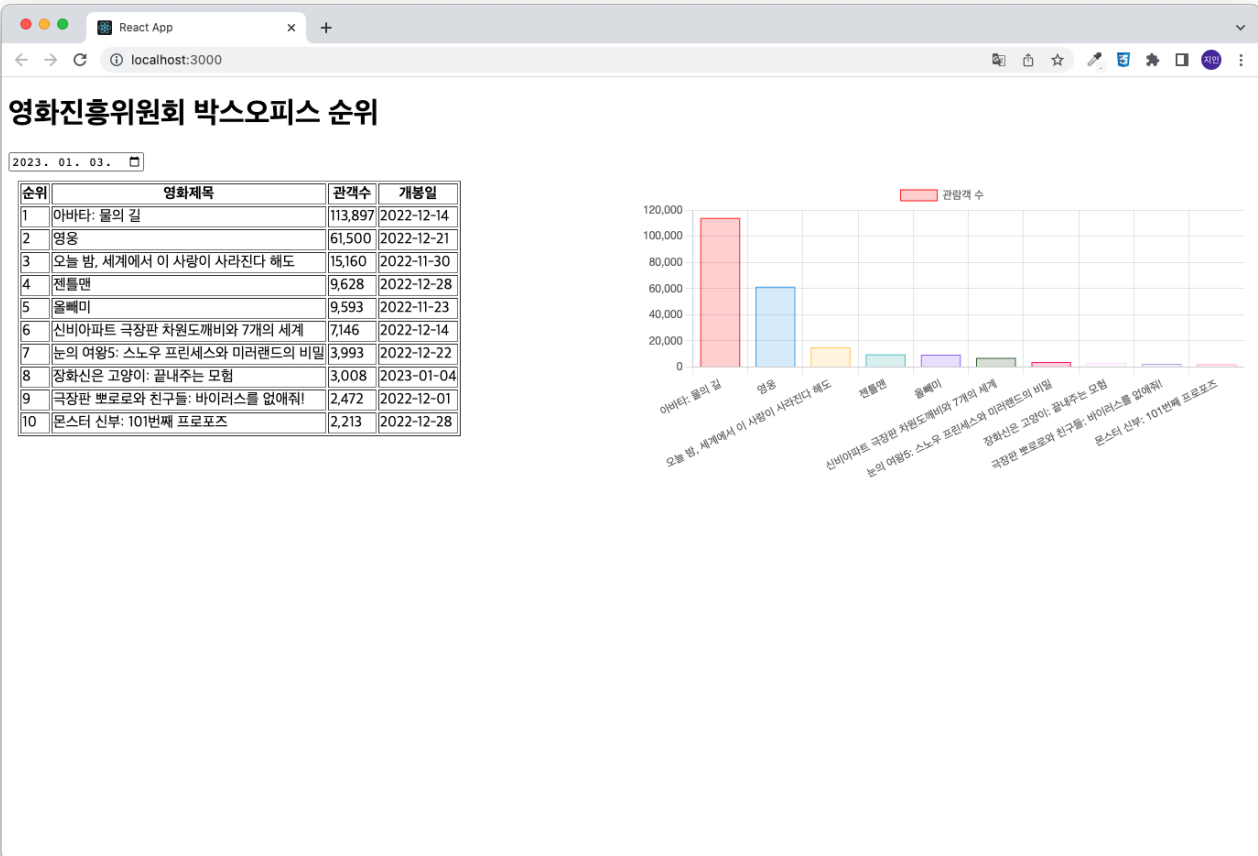 React App
localhost:3000
지인
영화진흥위원회 박스오피스 순위
2023. 01. 03.
순위 영화제목 관객수 개봉일
1 아바타: 물의 길 113,897 2022-12-14
2 영웅 61,500 2022-12-21
3 오늘 밤, 세계에서 이 사랑이 사라진다 해도 15,160 2022-11-30
4 젠틀맨 9,628 2022-12-28
5 올빼미 9,593 2022-11-23
6 신비아파트 극장판 차원도깨비와 7개의 세계 7,146 2022-12-14
7 눈의 여왕5: 스노우 프린세스와 미러랜드의 비밀 3,993 2022-12-22
8 장화신은 고양이: 끝내주는 모험 3,008 2023-01-04
9 극장판 뽀로로와 친구들: 바이러스를 없애줘! 2,472 2022-12-01
10 몬스터 신부: 101번째 프로포즈 2,213 2022-12-28
관람객 수
120,000
100,000
80,000
60,000
40,000
20,000
0
아바타: 물의 길
영웅
오늘 밤, 세계에서 이 사랑이 사라진다 해도
젠틀맨
올빼미
신비아파트 극장판 차원도깨비와 7개의 세계
눈의 여왕5: 스노우 프린세스와 미러랜드의 비밀
장화신은 고양이: 끝내주는 모험
극장판 뽀로로와 친구들: 바이러스를 없애줘!
몬스터 신부: 101번째 프로포즈